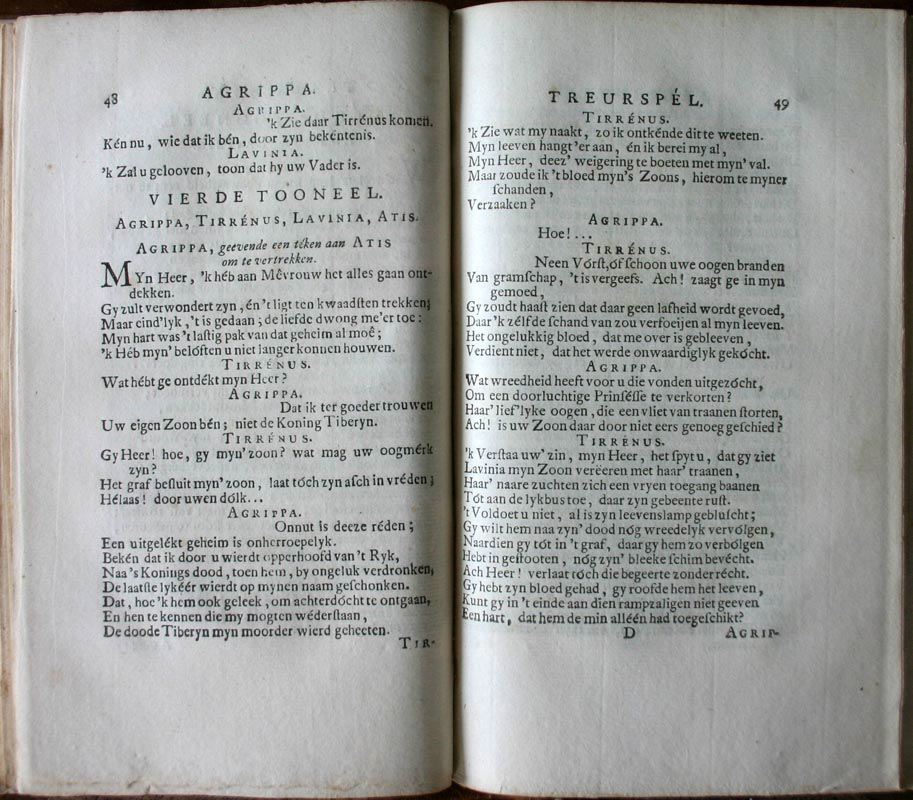 48
AGRIPPA.
AGRIPPA.
'k Zie daar Tirrénus komen.
Kén nu, wie dat ik bén, door zyn bekéntenis.
LAVINIA.
'k Zal u gelooven, toon dat hy uw Vader is.
VIERDE TOONEEL.
AGRIPPA, TIRRÉNUS, LAVINIA, ATIS.
AGRIPPA, geevende een téken aan ATIS
om te vertrekken.
MYn Heer, 'k héb aan Mêvrouw het alles gaan ont-
dekken.
Gy zult verwondert zyn, én 't ligt ten kwaadſten trekken;
Maar eind'lyk, 't is gedaan; de liefde dwong me'er toe:
Myn hart was 't laſtig pak van dat geheim al moê;
'k Héb myn' belóften u niet langer konnen houwen.
TIRRÉNUS.
Wat hébt ge ontdékt myn Heer?
AGRIPPA.
Dat ik ter goeder trouwen
Uw eigen Zoon bén; niet de Koning Tiberyn.
TIRRÉNUS.
Gy Heer! hoe, gy myn' zoon? wat mag uw oogmérk
zyn?
Het graf beſluit myn' zoon, laat tóch zyn aſch in vréden;
Hélaas! door uwen dólk...
AGRIPPA.
Onnut is deeze réden;
Een uitgelékt geheim is onherroepelyk.
Bekén dat ik door u wierdt opperhoofd van 't Ryk,
Naa 's Konings dood, toen hem, by ongeluk verdronken,
De laatſte lykéér wierdt op mynen naam geſchonken.
Dat, hoe 'k hem ook geleek, om achterdócht te ontgaan,
En hen te kennen die my mogten wéderſtaan,
De doode Tiberyn myn moorder wierd geheeten.
TIR-
TREURSPÉL.
49
TIRRÉNUS.
'k Zie wat my naakt, zo ik ontkénde dit te weeten.
Myn leeven hangt 'er aan, én ik berei my al,
Myn Heer, deez' weigering te boeten met myn' val.
Maar zoude ik 't bloed myn's Zoons, hierom te myner
ſchanden,
Verzaaken?
AGRIPPA.
Hoe!...
TIRRÉNUS.
Neen Vórſt, óf ſchoon uwe oogen branden
Van gramſchap, 't is vergeefs. Ach! zaagt ge in myn
gemoed,
Gy zoudt haaſt zien dat daar geen lafheid wordt gevoed,
Daar 'k zélfde ſchand van zou verfoeijen al myn leeven.
Het ongelukkig bloed, dat me over is gebleeven,
Verdient niet, dat het werde onwaardiglyk gekócht.
AGRIPPA.
Wat wreedheid heeft voor u die vonden uitgezócht,
Om een doorluchtige Prinſéſſe te verkorten?
Haar' lief'lyke oogen, die een vliet van traanen ſtorten,
Ach! is uw Zoon daar door niet eers genoeg geſchied?
TIRRÉNUS.
'k Verſtaa uw' zin, myn Heer, het ſpyt u, dat gy ziet
Lavinia myn Zoon verëeren met haar' traanen,
Haar' naare zuchten zich een vryen toegang baanen
Tót aan de lykbus toe, daar zyn gebeente ruſt.
't Voldoet u niet, al is zyn leevenslamp gebluſcht;
Gy wilt hem naa zyn' dood nóg wreedelyk vervólgen,
Naardien gy tót in 't graf, daar gy hem zo verbólgen
Hebt in geſtooten, nóg zyn' bleeke ſchim bevécht.
Ach Heer! verlaat tóch die begeerte zonder récht.
Gy hebt zyn bloed gehad, gy roofde hem het leeven,
Kunt gy in 't einde aan dien rampzaligen niet geeven
Een hart, dat hem de min alléén had toegeſchikt?
D
AGRIP-